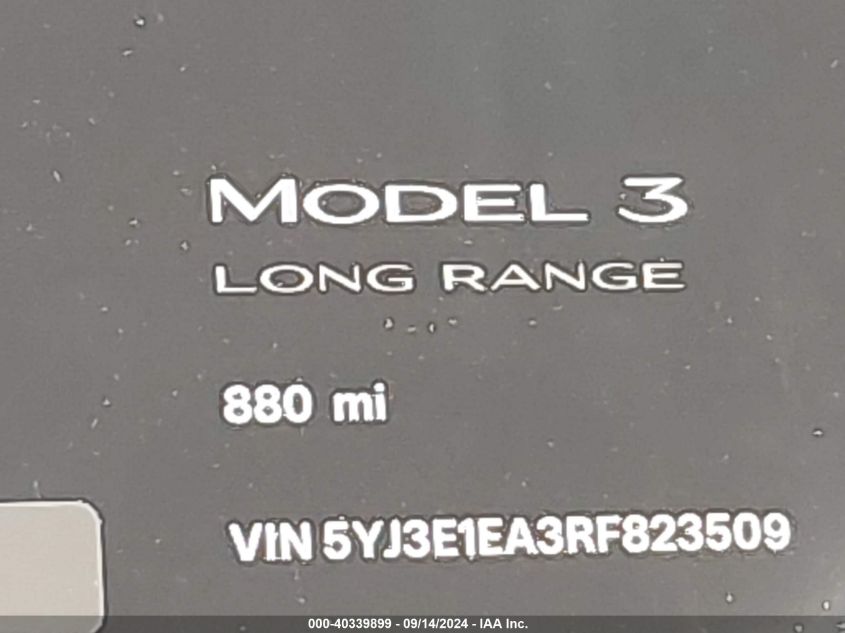 MODEL 3
LONG RANGE
880 mi
VIN 5YJ3E1EA3RF823509
000-40339899 - 09/14/2024 - IAA Inc.